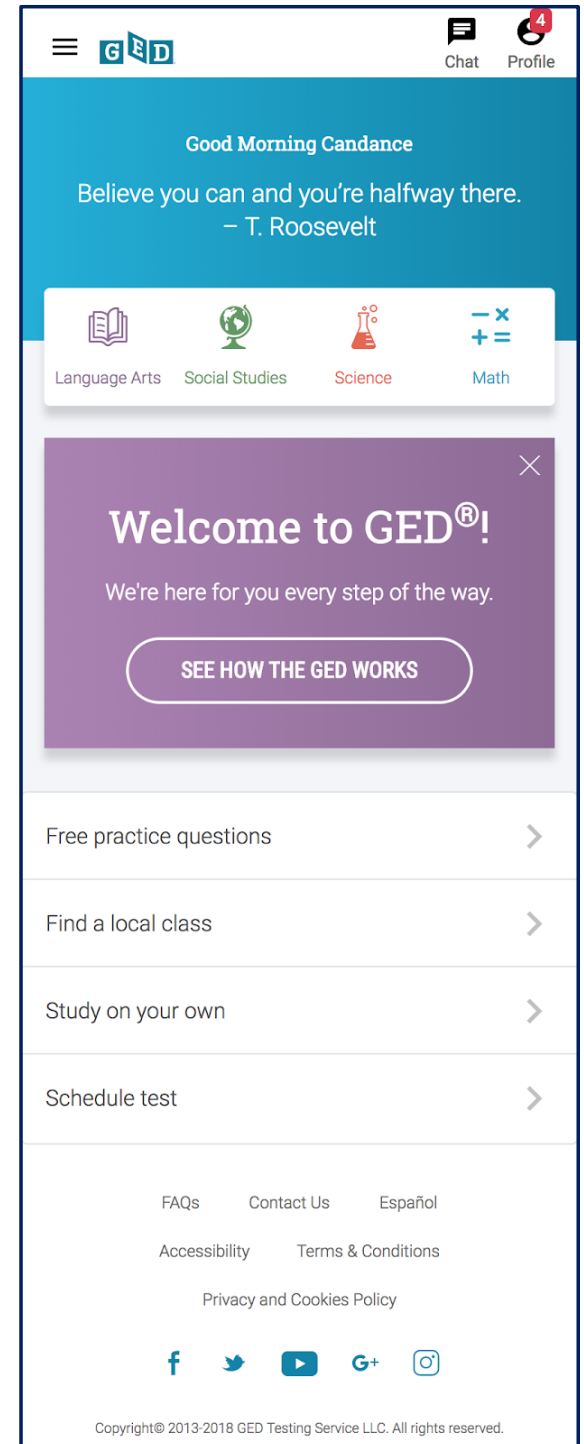 GED
4
Chat Profile
Good Morning Candance
Believe you can and you’re halfway there.
– T. Roosevelt
Language Arts Social Studies Science Math
Welcome to GED®!
We're here for you every step of the way.
SEE HOW THE GED WORKS
Free practice questions
Find a local class
Study on your own
Schedule test
FAQs Contact Us Español
Accessibility Terms & Conditions
Privacy and Cookies Policy
f G+
Copyright© 2013-2018 GED Testing Service LLC. All rights reserved.